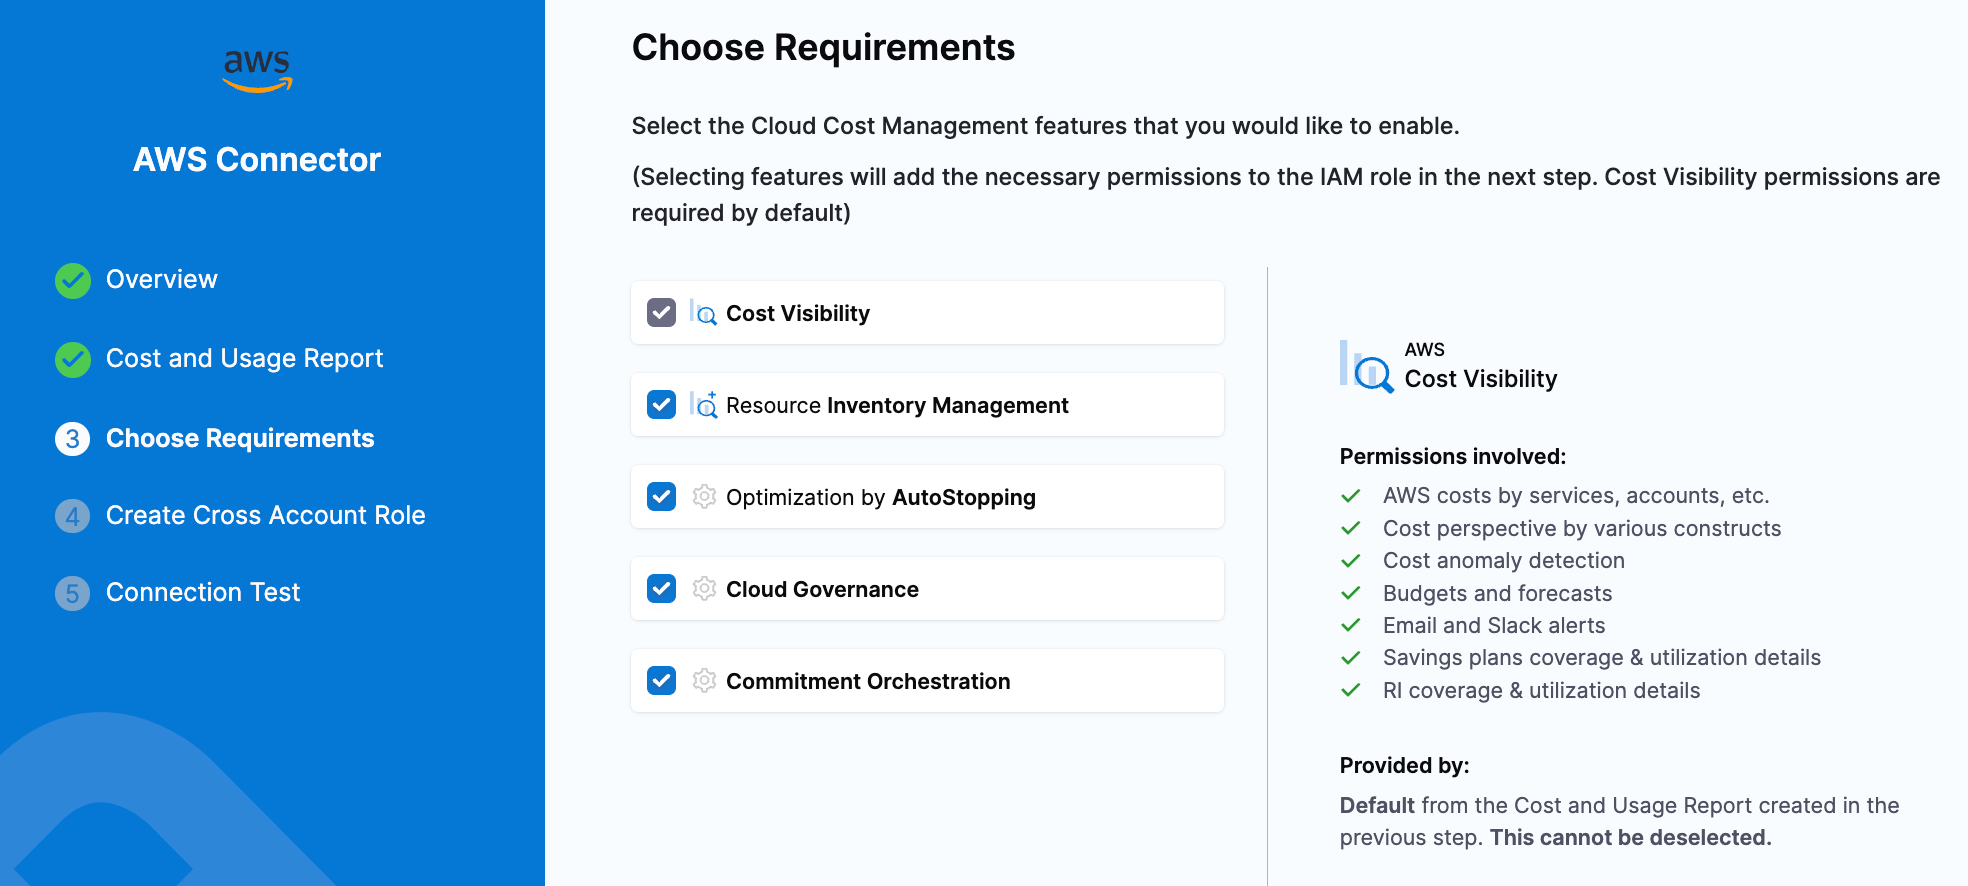 aws
AWS Connector
Overview
Cost and Usage Report
3 Choose Requirements
4 Create Cross Account Role
5 Connection Test
Choose Requirements
Select the Cloud Cost Management features that you would like to enable.
(Selecting features will add the necessary permissions to the IAM role in the next step. Cost Visibility permissions are
required by default)
Cost Visibility
Resource Inventory Management
Optimization by AutoStopping
Cloud Governance
Commitment Orchestration
AWS
Cost Visibility
Permissions involved:
AWS costs by services, accounts, etc.
Cost perspective by various constructs
Cost anomaly detection
Budgets and forecasts
Email and Slack alerts
Savings plans coverage & utilization details
RI coverage & utilization details
Provided by:
Default from the Cost and Usage Report created in the
previous step. This cannot be deselected.